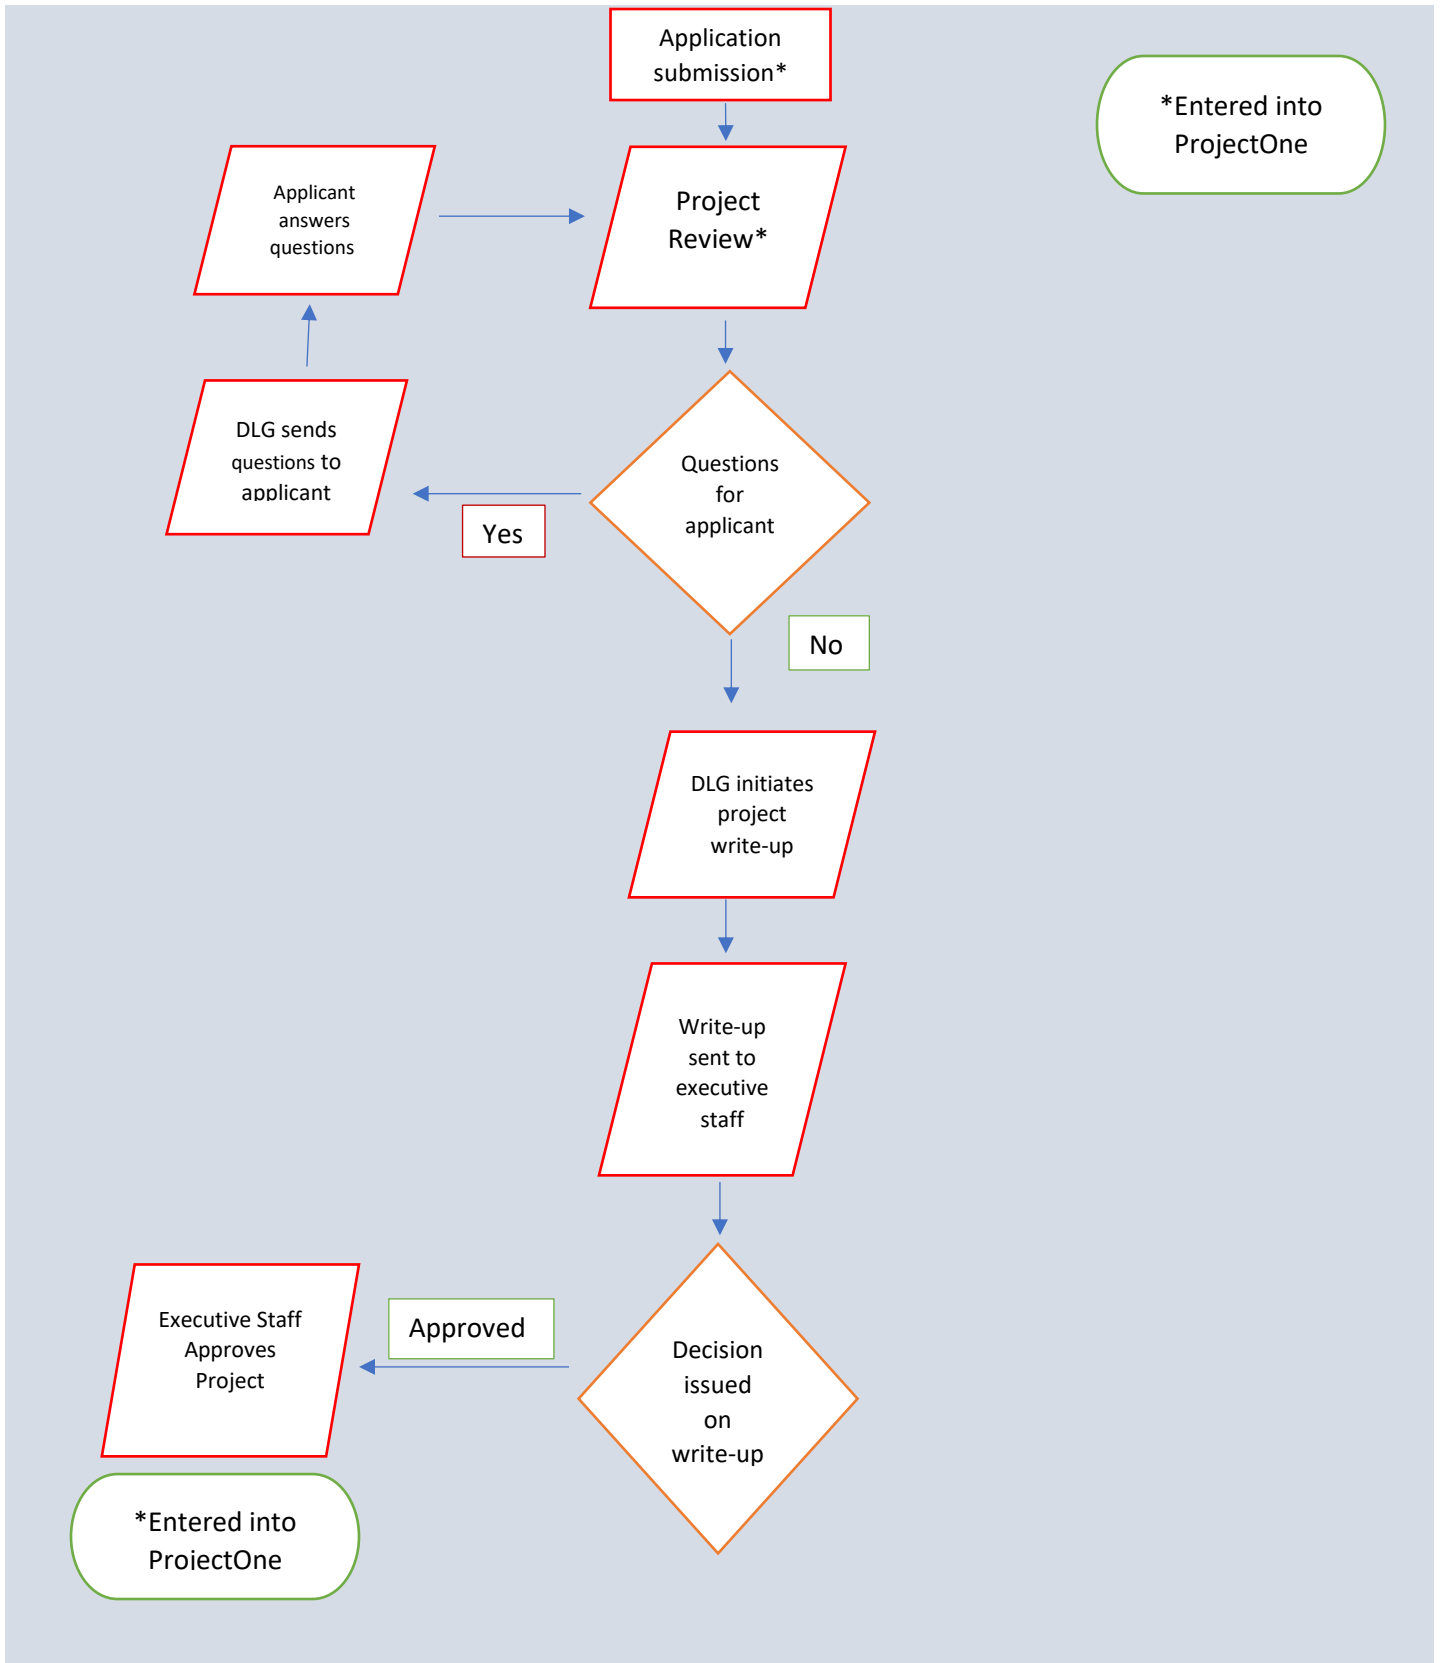 Application
submission*
*Entered into
ProjectOne
Applicant
answers
questions
Project
Review*
DLG sends
questions to
applicant
Questions
for
applicant
Yes
No
DLG initiates
project
write-up
Write-up
sent to
executive
staff
Executive Staff
Approves
Project
Approved
Decision
issued
on
write-up
*Entered into
ProjectOne